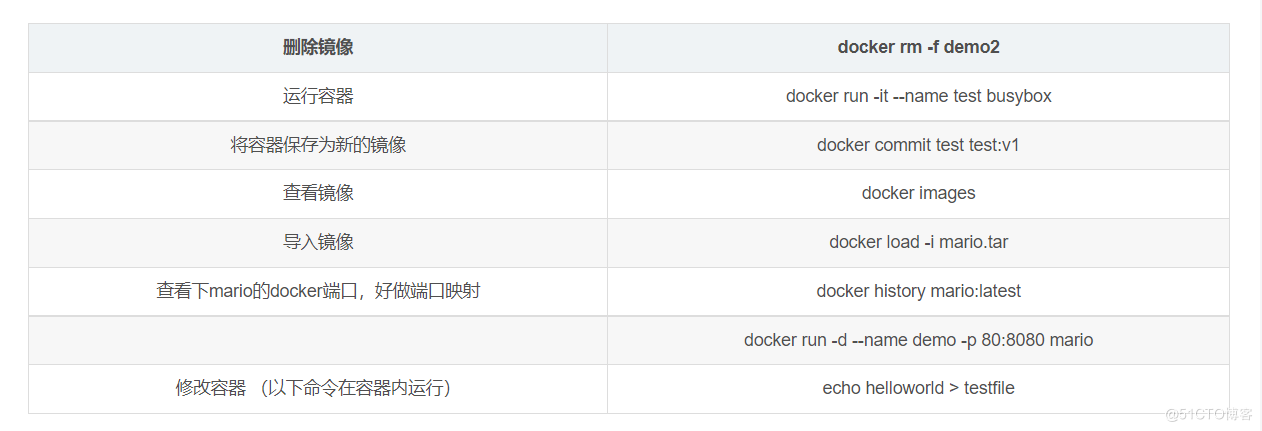 删除镜像 docker rm -f demo2
运行容器 docker run -it --name test busybox
将容器保存为新的镜像 docker commit test test:v1
查看镜像 docker images
导入镜像 docker load -i mario.tar
查看下mario的docker端口，好做端口映射 docker history mario:latest
docker run -d --name demo -p 80:8080 mario
修改容器 （以下命令在容器内运行） echo helloworld > testfile
@51CTO博客